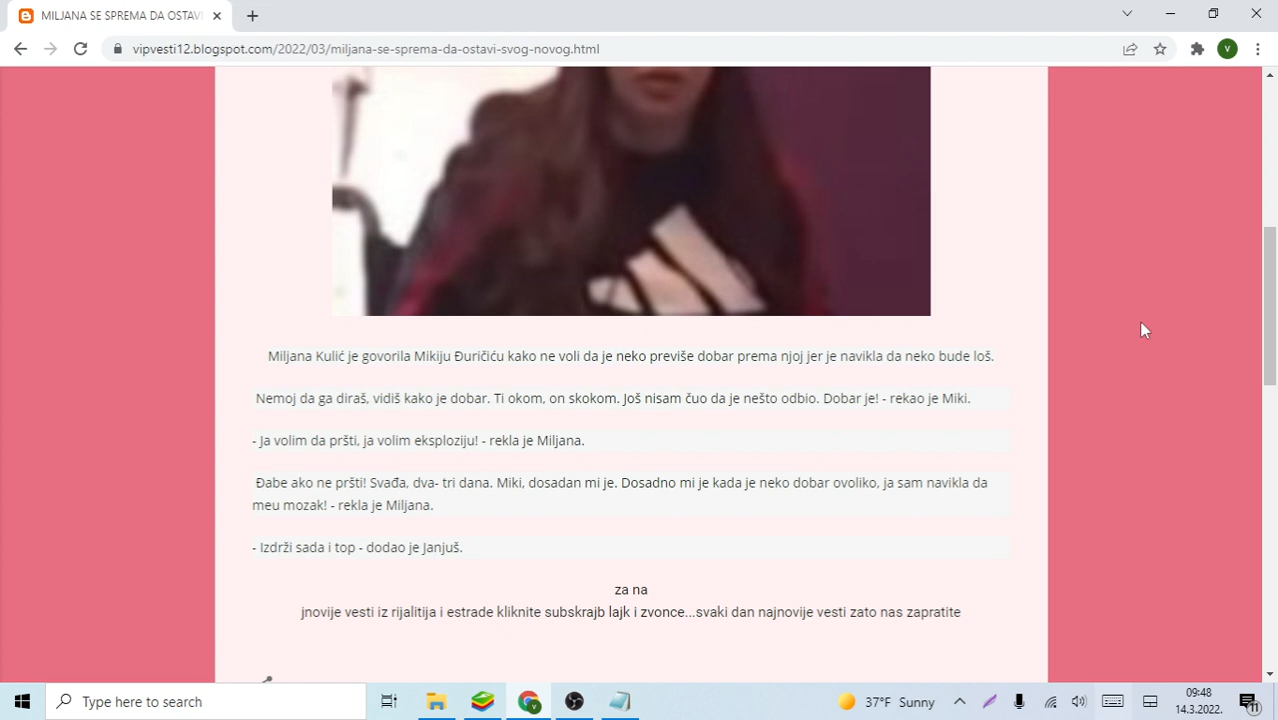 MILJANA SE SPREMA DA OSTAVI
vipvesti12.blogspot.com/2022/03/miljana-se-sprema-da-ostavi-svog-novog.html
V
Miljana Kulić je govorila Mikiju Đuričiću kako ne voli da je neko previše dobar prema njoj jer je navikla da neko bude loš.
Nemoj da ga diraš, vidiš kako je dobar. Ti okom, on skokom. Još nisam čuo da je nešto odbio. Dobar je! - rekao je Miki.
- Ja volim da pršti, ja volim eksploziju! - rekla je Miljana.
Đabe ako ne pršti! Svađa, dva- tri dana. Miki, dosadan mi je. Dosadno mi je kada je neko dobar ovoliko, ja sam navikla da
meu mozak! - rekla je Miljana.
- Izdrži sada i top - dodao je Janjuš.
za na
jnovije vesti iz rijalitija i estrade kliknite subskrajb lajk i zvonce...svaki dan najnovije vesti zato nas zapratite
Type here to search
37°F Sunny
09:48
14.3.2022.
11